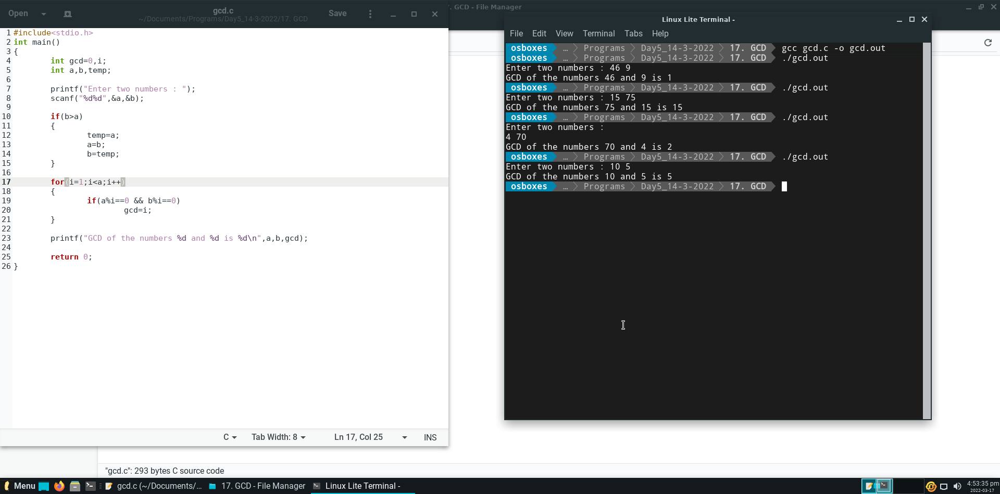 Open
gcd.c
~/Documents/Programs/Day5_14-3-2022/17. GCD
Save
1 #include<stdio.h>
2 int main()
3 {
4 int gcd=0,i;
5 int a,b,temp;
6
7 printf("Enter two numbers : ");
8 scanf("%d%d",&a,&b);
9
10 if(b>a)
11 {
12 temp=a;
13 a=b;
14 b=temp;
15 }
16
17 for(i=1;i<a;i++)
18 {
19 if(a%i==0 && b%i==0)
20 gcd=i;
21 }
22
23 printf("GCD of the numbers %d and %d is %d\n",a,b,gcd);
24
25 return 0;
26 }
C Tab Width: 8 Ln 17, Col 25 INS
. GCD - File Manager
Linux Lite Terminal -
File Edit View Terminal Tabs Help
osboxes … Programs Day5_14-3-2022 17. GCD gcc gcd.c -o gcd.out
osboxes … Programs Day5_14-3-2022 17. GCD ./gcd.out
Enter two numbers : 46 9
GCD of the numbers 46 and 9 is 1
osboxes … Programs Day5_14-3-2022 17. GCD ./gcd.out
Enter two numbers : 15 75
GCD of the numbers 75 and 15 is 15
osboxes … Programs Day5_14-3-2022 17. GCD ./gcd.out
Enter two numbers :
4 70
GCD of the numbers 70 and 4 is 2
osboxes … Programs Day5_14-3-2022 17. GCD ./gcd.out
Enter two numbers : 10 5
GCD of the numbers 10 and 5 is 5
osboxes … Programs Day5_14-3-2022 17. GCD
"gcd.c": 293 bytes C source code
Menu gcd.c (~/Documents/... 17. GCD - File Manager Linux Lite Terminal - 4:53:35 pm
2022-03-17